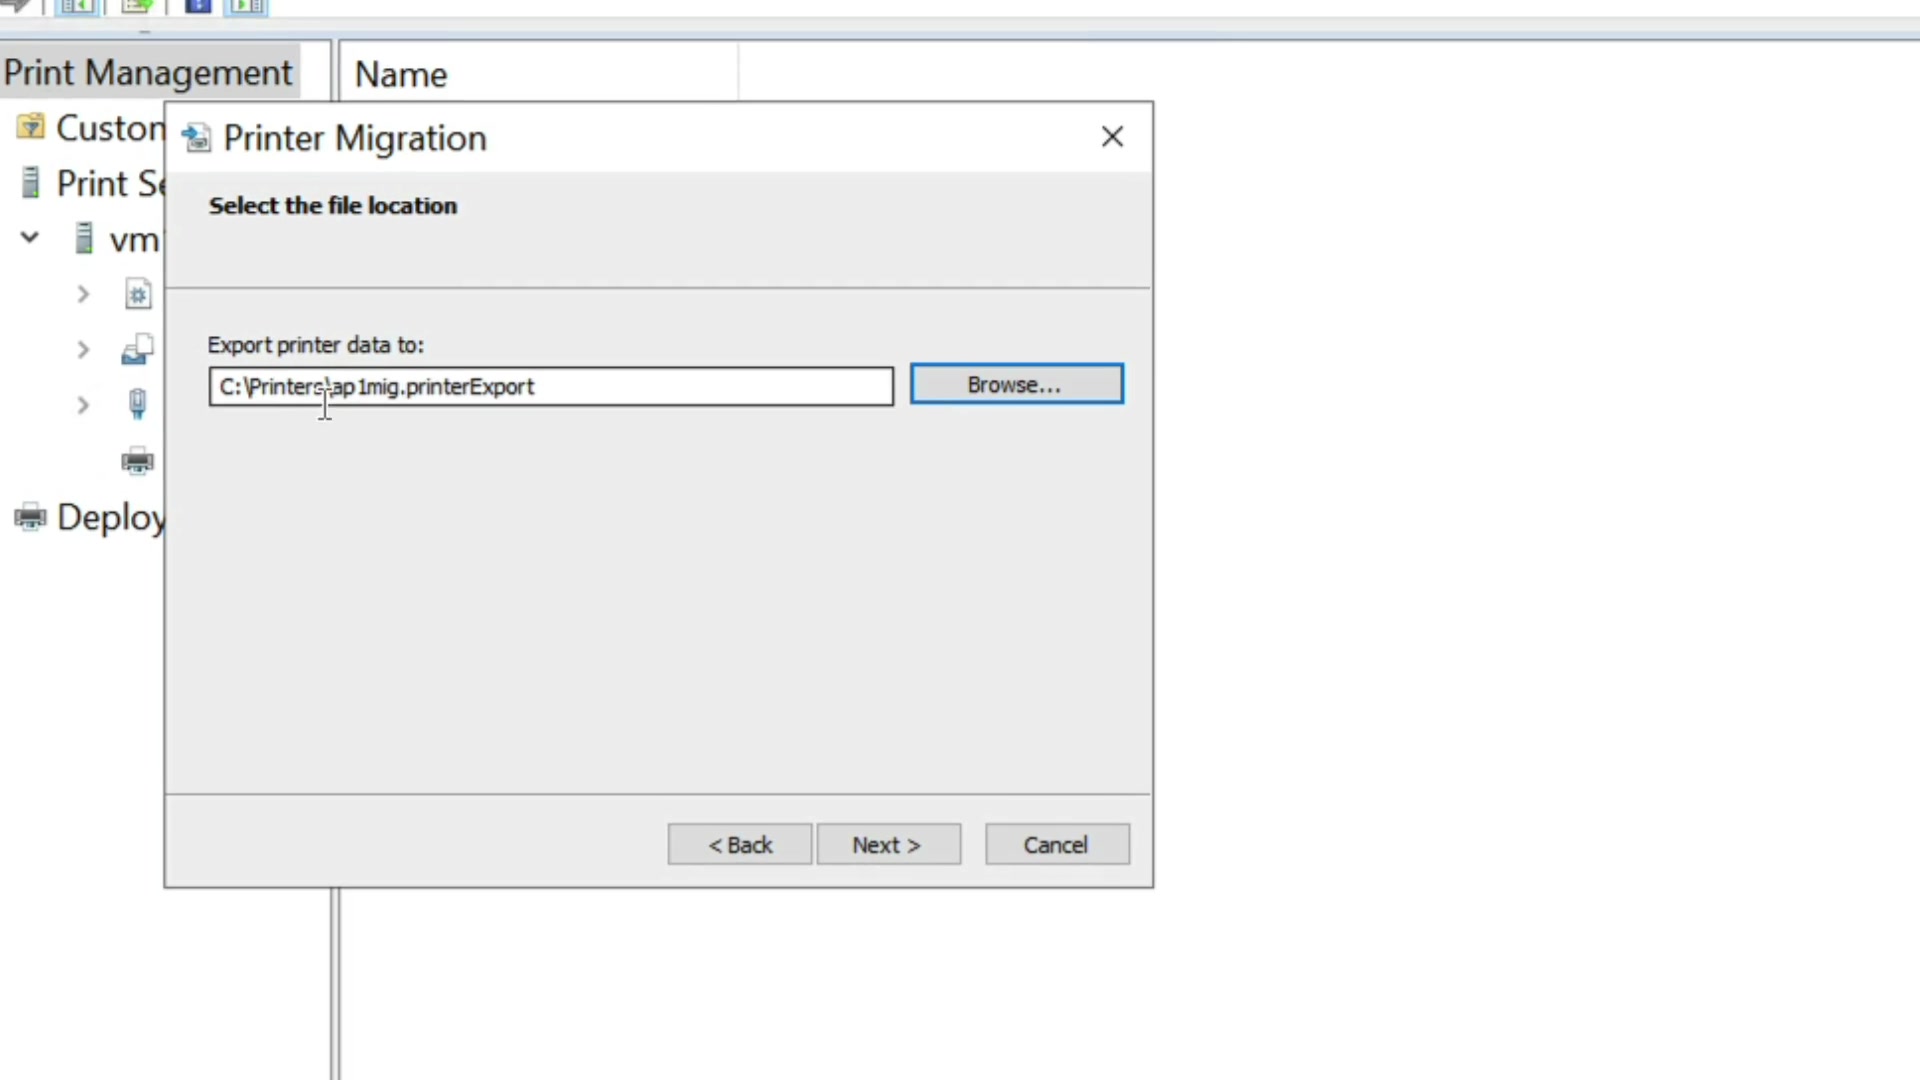 Print Management
Name
Custom
Printer Migration
Print Se
Select the file location
vm
Export printer data to:
C:\Printers\ap1mig.printerExport
Browse...
Deploy
< Back
Next >
Cancel